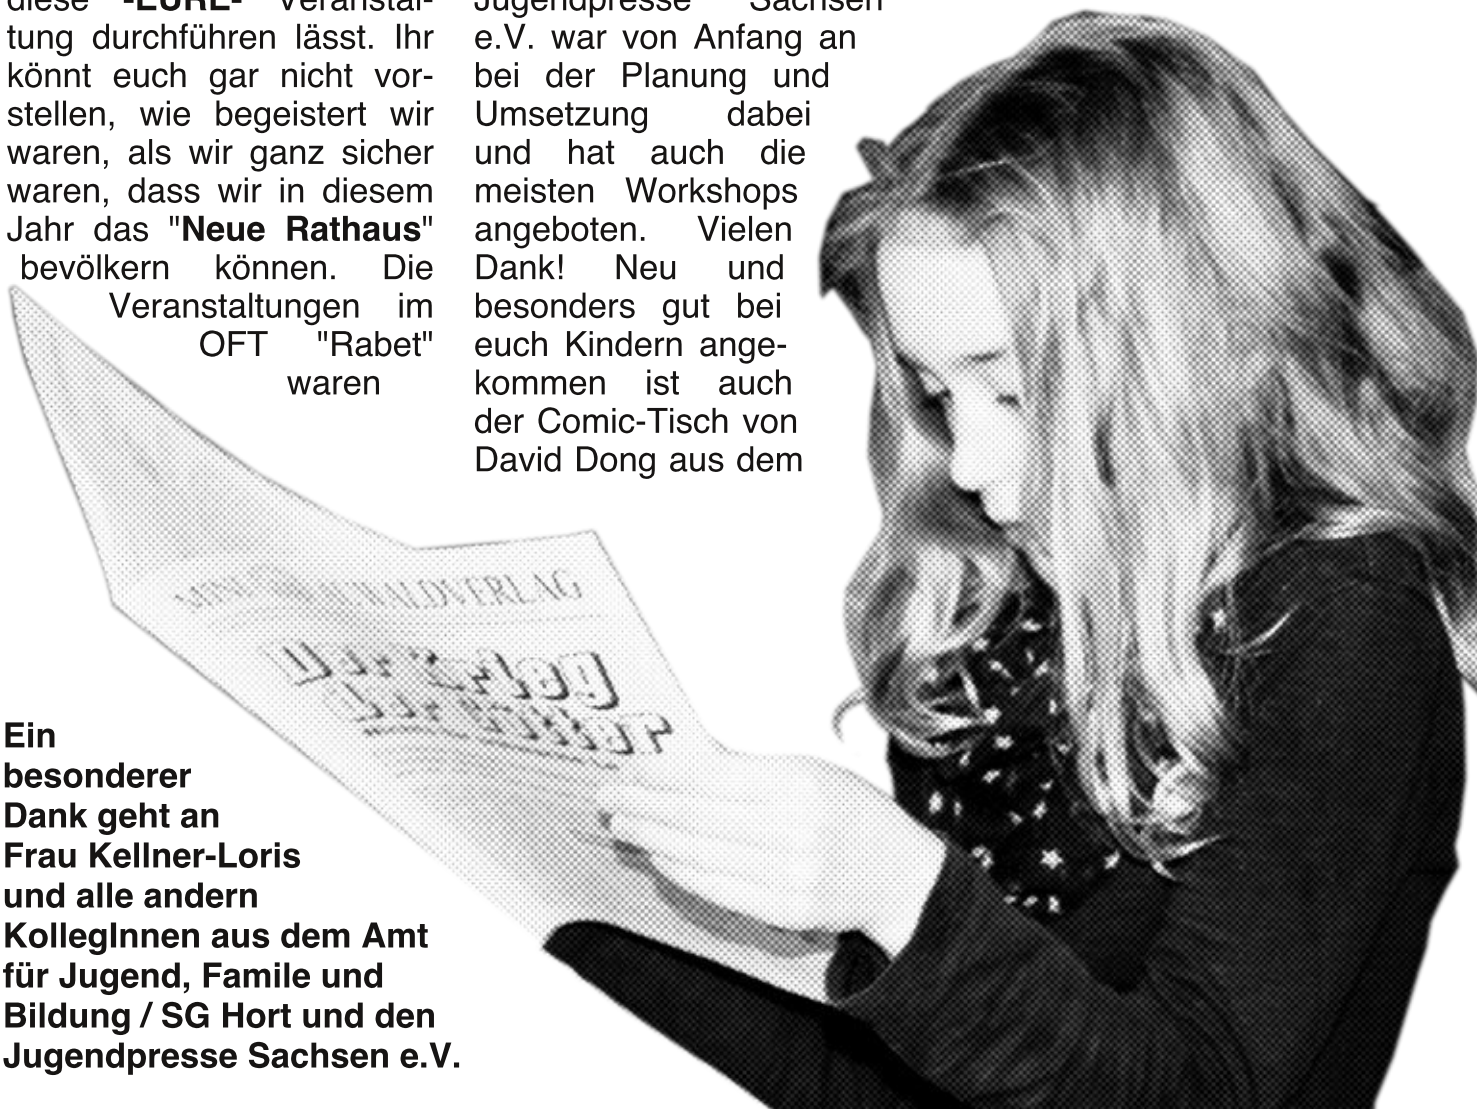 diese -EURE- Veranstal-
tung durchführen lässt. Ihr
könnt euch gar nicht vor-
stellen, wie begeistert wir
waren, als wir ganz sicher
waren, dass wir in diesem
Jahr das "Neue Rathaus"
bevölkern können. Die
Veranstaltungen im
OFT "Rabet"
waren
Jugendpresse Sachsen
e.V. war von Anfang an
bei der Planung und
Umsetzung dabei
und hat auch die
meisten Workshops
angeboten. Vielen
Dank! Neu und
besonders gut bei
euch Kindern ange-
kommen ist auch
der Comic-Tisch von
David Dong aus dem
Ein
besonderer
Dank geht an
Frau Kellner-Loris
und alle andern
KollegInnen aus dem Amt
für Jugend, Famile und
Bildung / SG Hort und den
Jugendpresse Sachsen e.V.